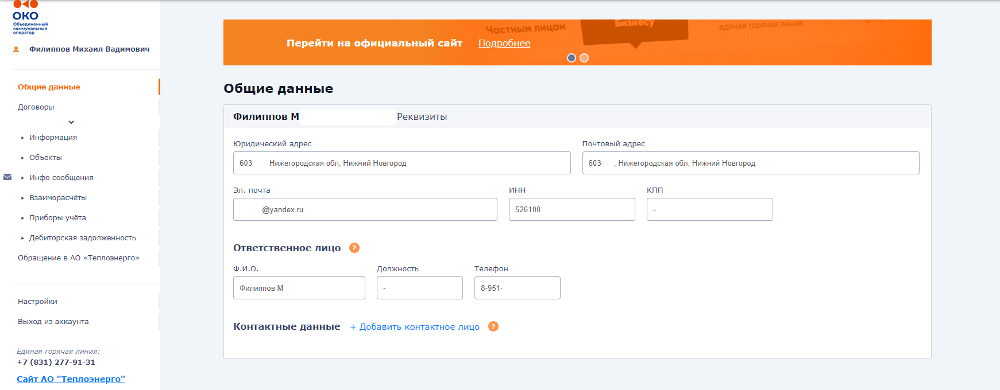 ОКО
Объединенный
коммунальный
оператор
Филиппов Михаил Вадимович
Общие данные
Договоры
Информация
Объекты
Инфо сообщения
Взаиморасчёты
Приборы учёта
Дебиторская задолженность
Обращение в АО «Теплоэнерго»
Настройки
Выход из аккаунта
Единая горячая линия:
+7 (831) 277-91-31
Сайт АО "Теплоэнерго"
Частным лицам
Бизнесу
единая горячая линия
Перейти на официальный сайт Подробнее
Общие данные
Филиппов М Реквизиты
Юридический адрес Почтовый адрес
603 Нижегородская обл, Нижний Новгород 603 , Нижегородская обл, Нижний Новгород
Эл. почта ИНН КПП
@yandex.ru 526100 -
Ответственное лицо ?
Ф.И.О. Должность Телефон
Филиппов М - 8-951-
Контактные данные + Добавить контактное лицо ?